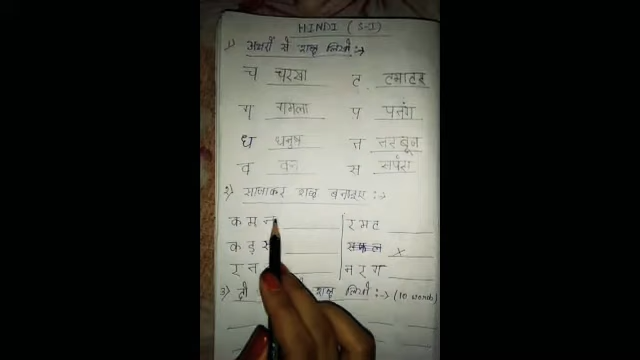 HINDI (S-I)
1) अक्षरों से शब्द लिखो :→
च चरखा ट टमाटर
ग गमला प पतंग
ध धनुष त तरबूज
व वन स सपेरा
2) सजाकर शब्द बनाइए :→
क म न र म ट
क ड़ स x
र न न र ग
3) दो शब्द लिखो :→ (10 words)